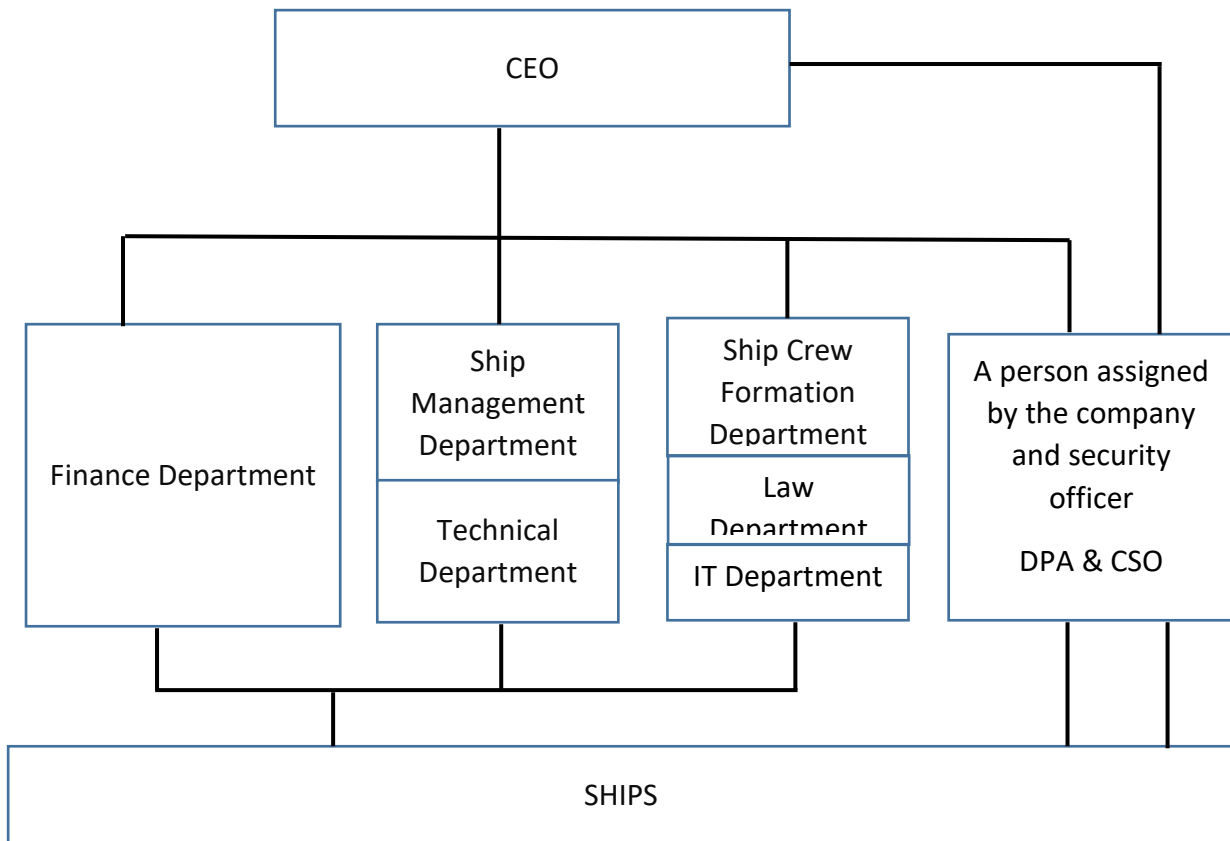 CEO
Finance Department
Ship
Management
Department
Technical
Department
Ship Crew
Formation
Department
Law
Department
IT Department
A person assigned
by the company
and security
officer
DPA & CSO
SHIPS